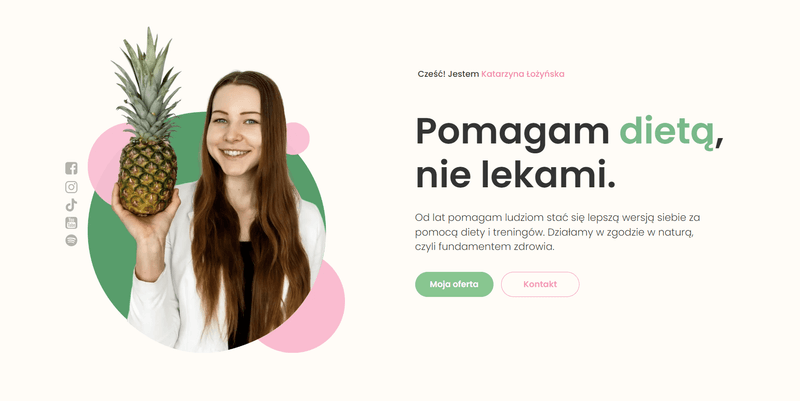 Cześć! Jestem Katarzyna Łożyńska
Pomagam dietą,
nie lekami.
Od lat pomagam ludziom stać się lepszą wersją siebie za
pomocą diety i treningów. Działamy w zgodzie w naturą,
czyli fundamentem zdrowia.
Moja oferta
Kontakt